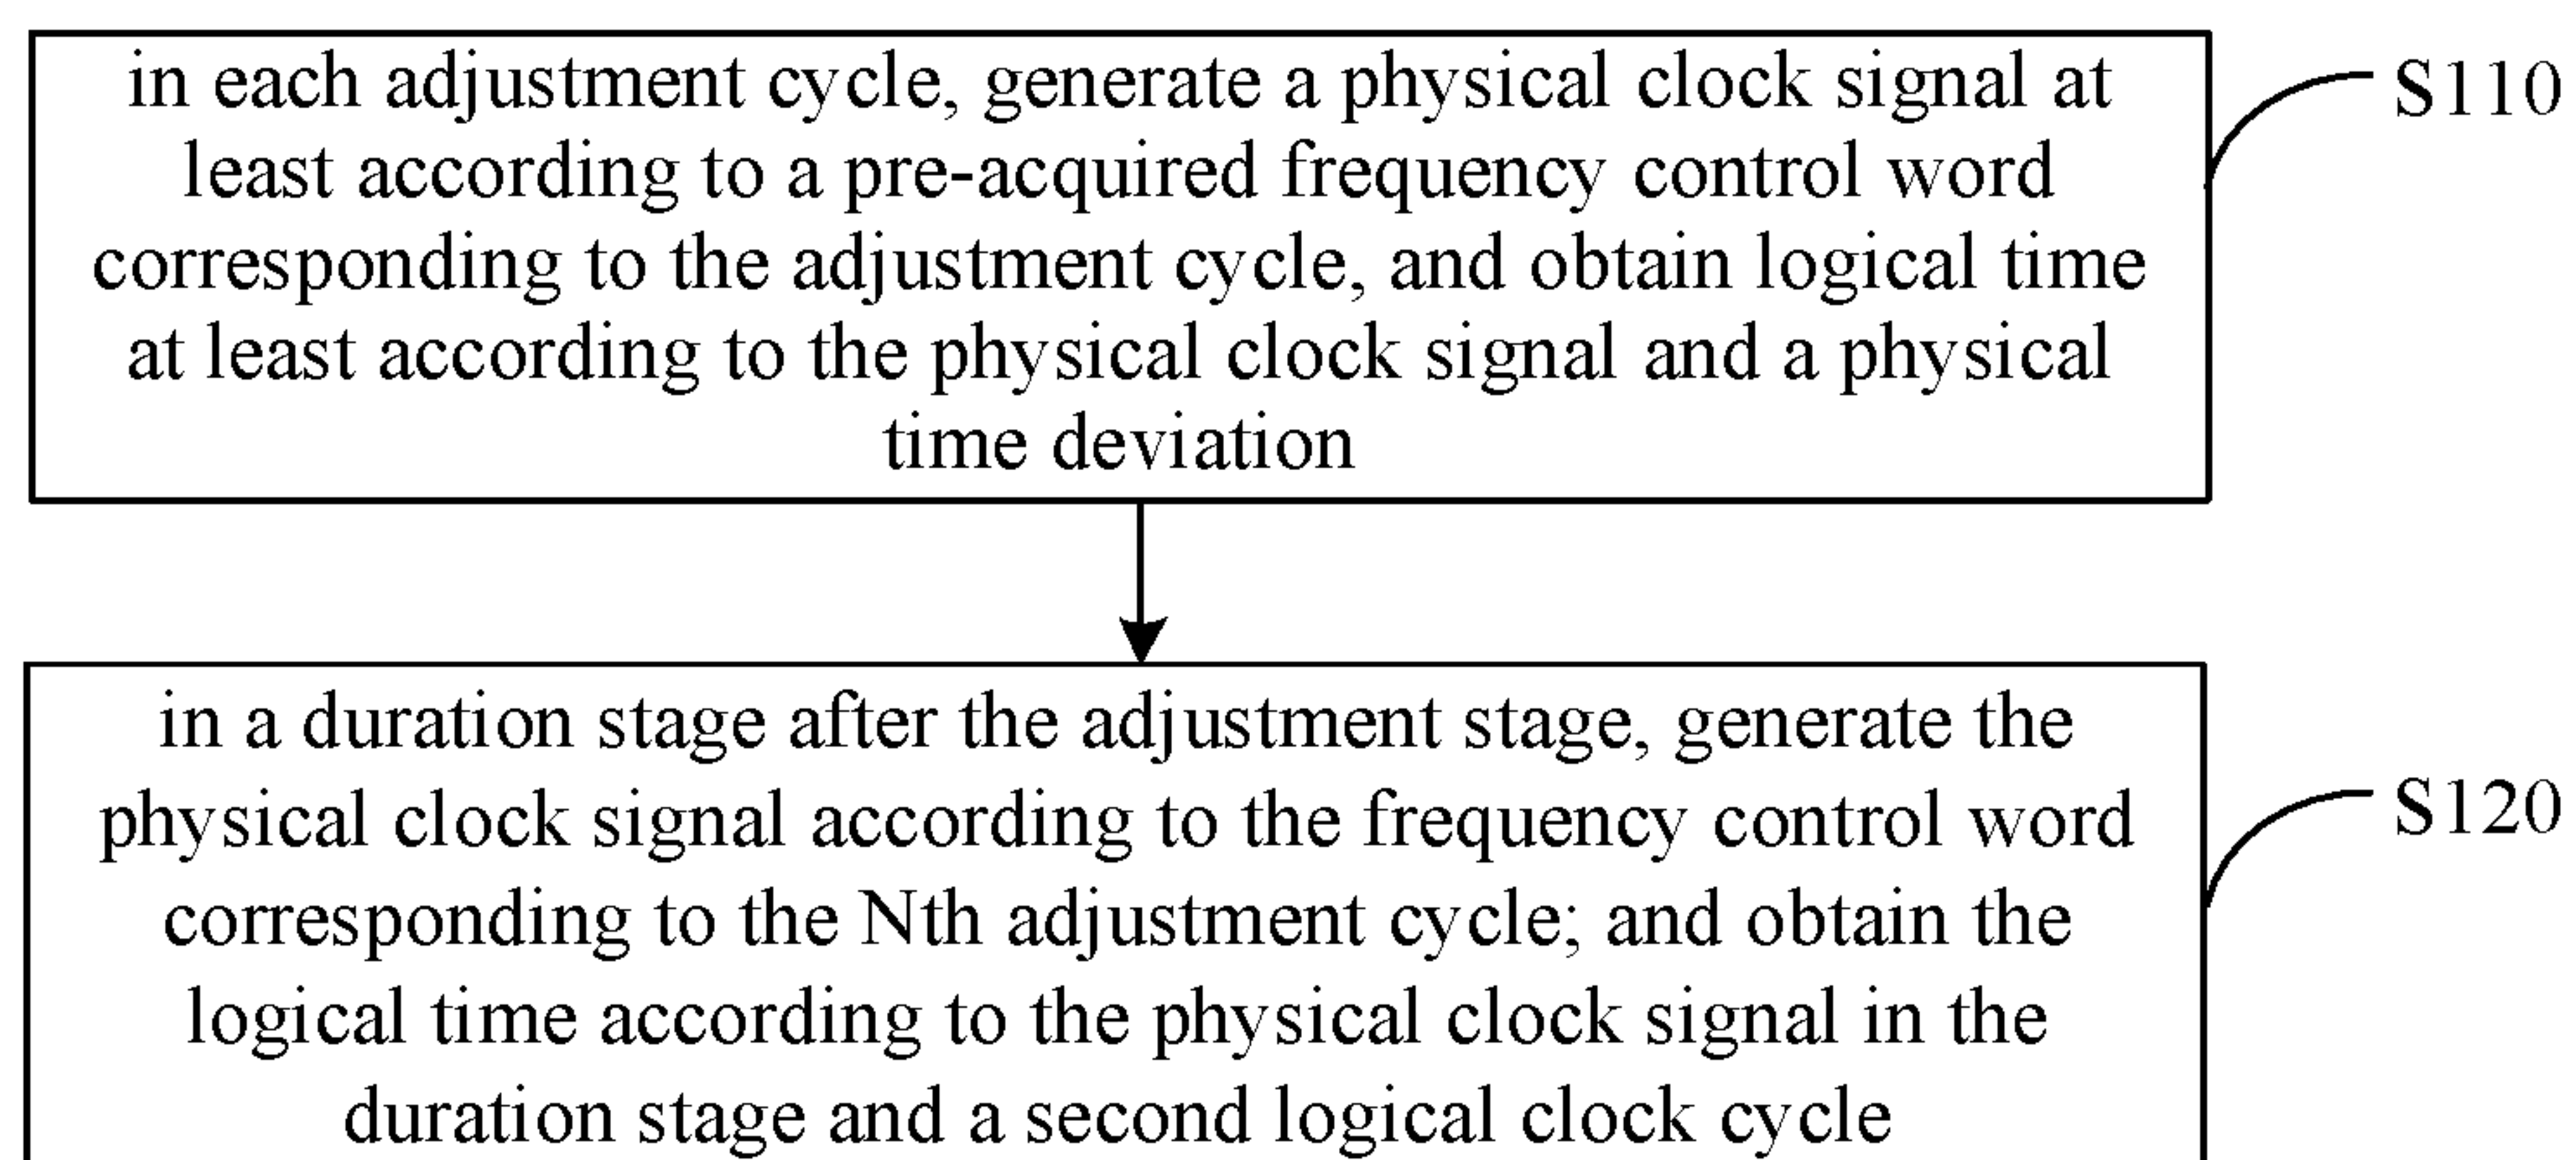 in each adjustment cycle, generate a physical clock signal at
least according to a pre-acquired frequency control word
corresponding to the adjustment cycle, and obtain logical time
at least according to the physical clock signal and a physical
time deviation
S110
in a duration stage after the adjustment stage, generate the
physical clock signal according to the frequency control word
corresponding to the Nth adjustment cycle; and obtain the
logical time according to the physical clock signal in the
duration stage and a second logical clock cycle
S120